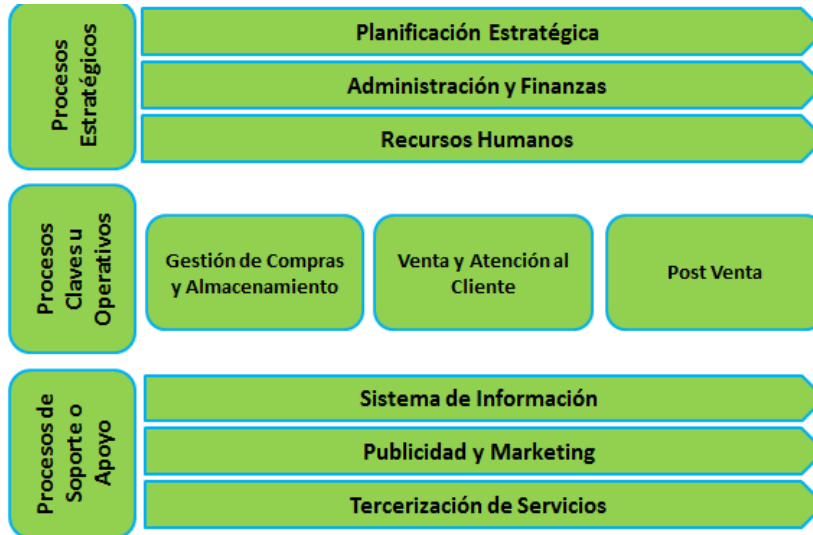 Procesos
Estratégicos
Planificación Estratégica
Administración y Finanzas
Recursos Humanos
Procesos
Claves u
Operativos
Gestión de Compras
y Almacenamiento
Venta y Atención al
Cliente
Post Venta
Procesos de
Soporte o
Apoyo
Sistema de Información
Publicidad y Marketing
Tercerización de Servicios